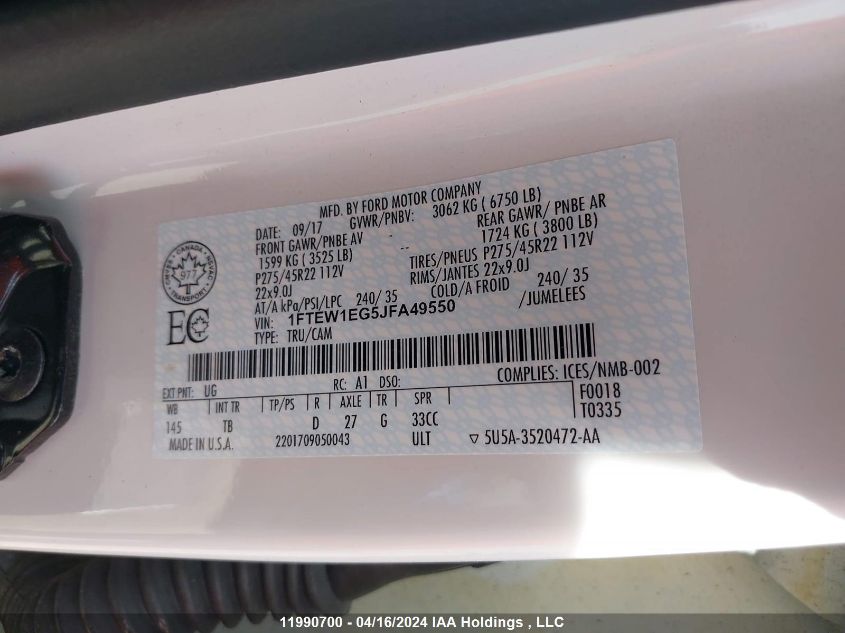 MFD. BY FORD MOTOR COMPANY
DATE: 09/17 GVWR/PNBV: 3062 KG ( 6750 LB)
FRONT GAWR/PNBE AV - -- REAR GAWR/ PNBE AR
1599 KG ( 3525 LB) 1724 KG ( 3800 LB)
P275/45R22 112V TIRES/PNEUS P275/45R22 112V
22x9.0J RIMS/JANTES 22x9.0J
AT/A kPa/PSI/LPC 240/ 35 COLD/A FROID 240/ 35
VIN: 1FTEW1EG5JFA49550 /JUMELEES
TYPE: TRU/CAM
CANADA
977
TRANSPORT
EC
COMPLIES: ICES/NMB-002
EXT PNT: UG RC: A1 DSO: F0018
WB INT TR TP/PS R AXLE TR SPR T0335
145 TB D 27 G 33CC
MADE IN U.S.A. 2201709050043 ULT ▽ 5U5A-3520472-AA
11990700 - 04/16/2024 IAA Holdings , LLC